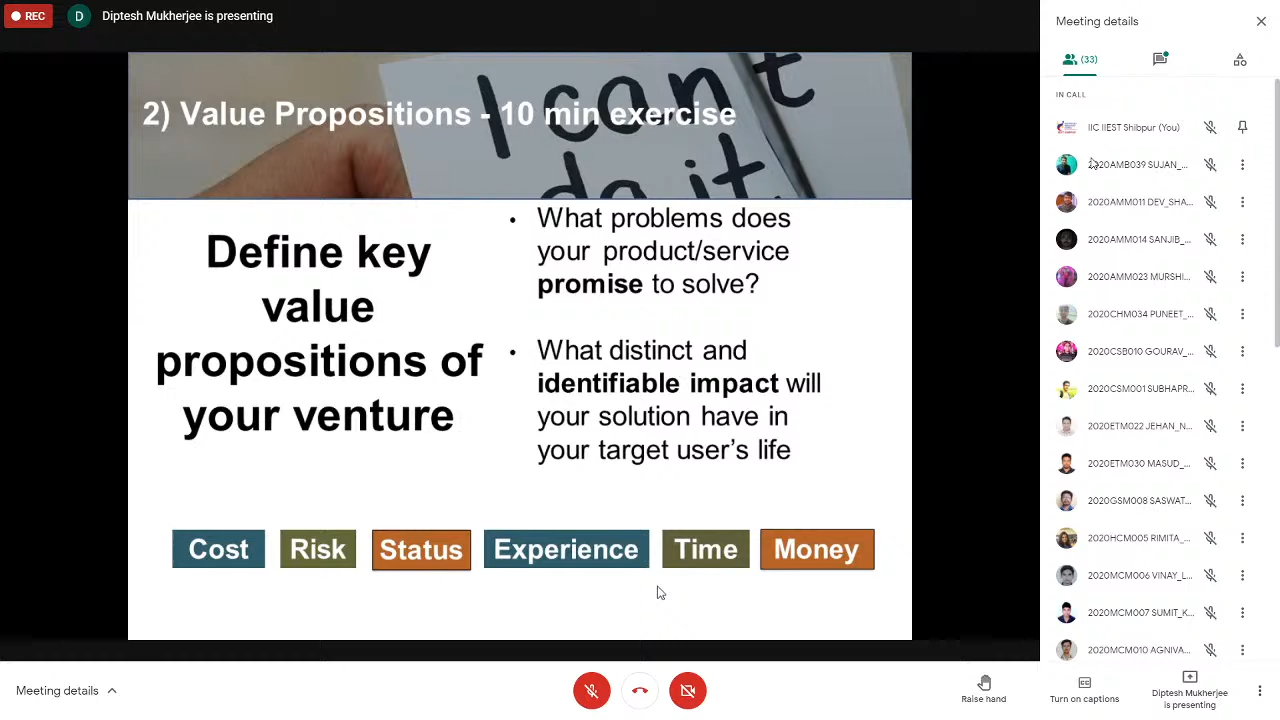 REC
D
Diptesh Mukherjee is presenting
2) Value Propositions - 10 min exercise
I can't
do it
Define key
value
propositions of
your venture
• What problems does
your product/service
promise to solve?
• What distinct and
identifiable impact will
your solution have in
your target user’s life
Cost Risk Status Experience Time Money
Meeting details
(33)
IN CALL
IIC IIEST Shibpur (You)
2020AMB039 SUJAN_...
2020AMM011 DEV_SHA...
2020AMM014 SANJIB_...
2020AMM023 MURSHI...
2020CHM034 PUNEET_...
2020CSB010 GOURAV_...
2020CSM001 SUBHAPR...
2020ETM022 JEHAN_N...
2020ETM030 MASUD_...
2020GSM008 SASWAT...
2020HCM005 RIMITA_...
2020MCM006 VINAY_L...
2020MCM007 SUMIT_K...
2020MCM010 AGNIVA...
Meeting details
Raise hand
Turn on captions
Diptesh Mukherjee
is presenting